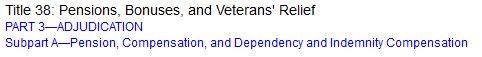 Title 38: Pensions, Bonuses, and Veterans' Relief
PART 3—ADJUDICATION
Subpart A—Pension, Compensation, and Dependency and Indemnity Compensation